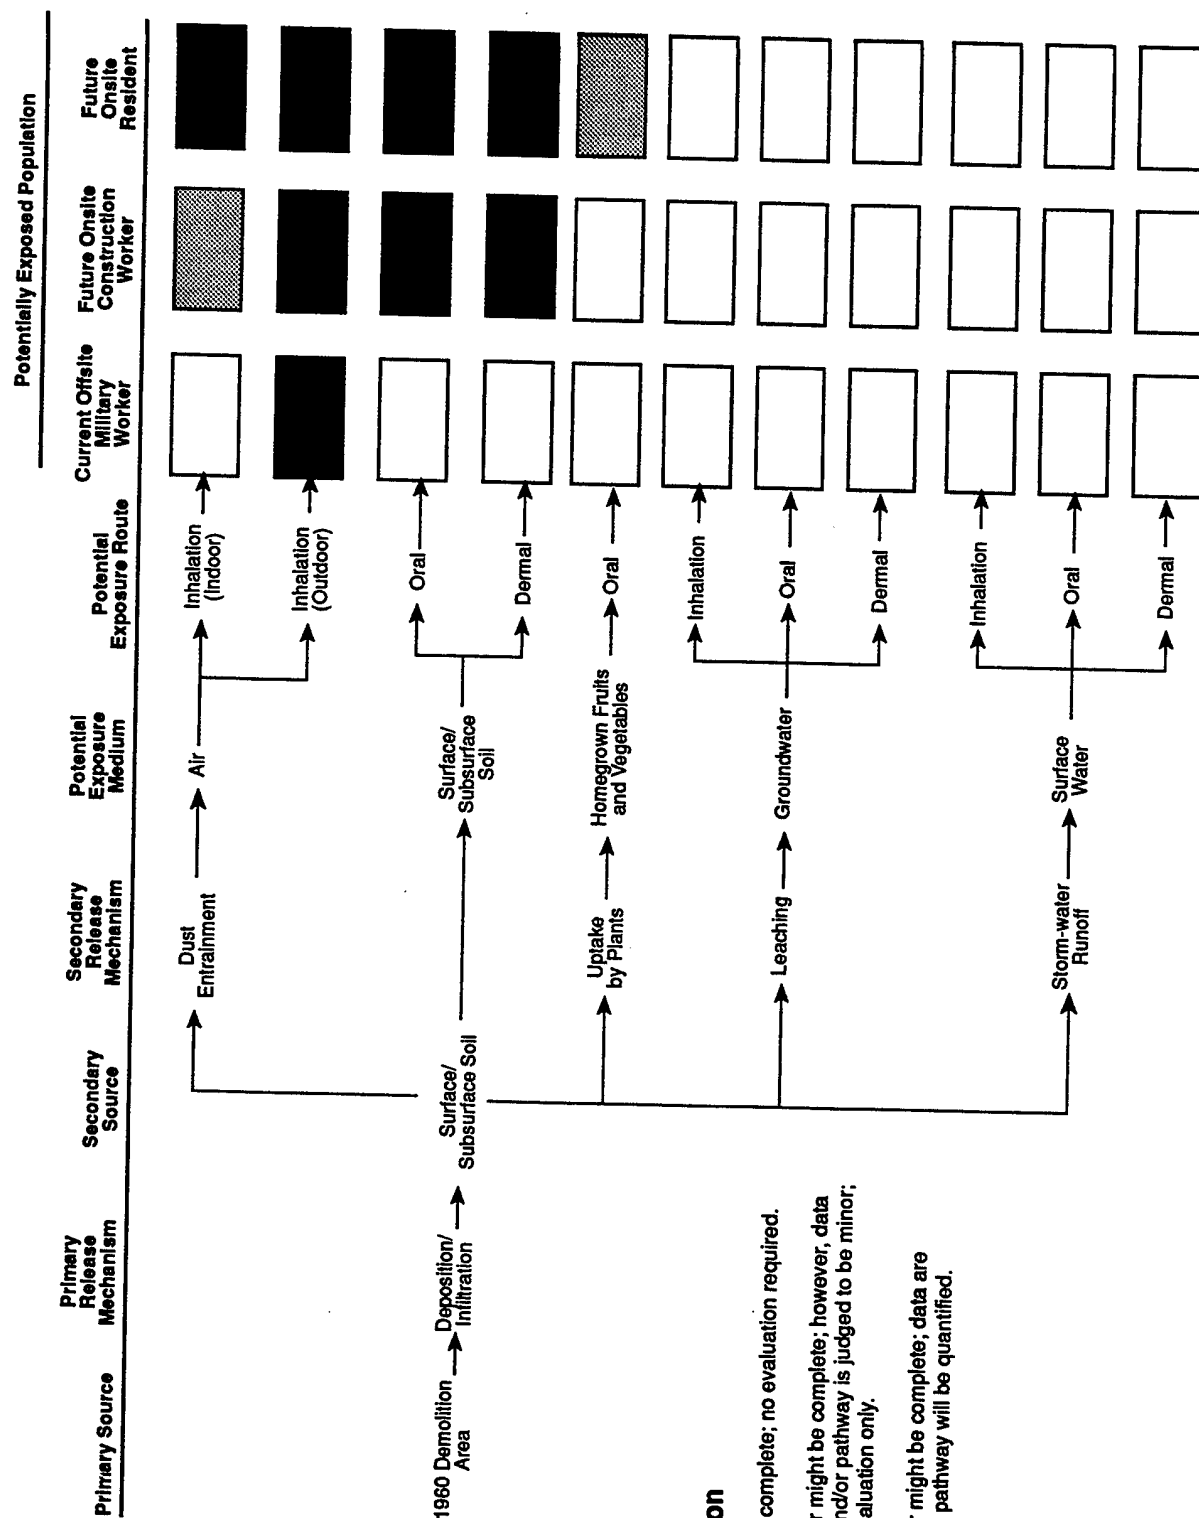 Potentially Exposed Population
Primary Source
Primary
Release
Mechanism
Secondary
Source
Secondary
Release
Mechanism
Potential
Exposure
Medium
Potential
Exposure Route
Current Offsite
Military
Worker
Future Onsite
Construction
Worker
Future
Onsite
Resident
1960 Demolition
Area
Deposition/
Infiltration
Surface/
Subsurface Soil
Dust
Entrainment
Air
Inhalation
(Indoor)
Inhalation
(Outdoor)
Surface/
Subsurface
Soil
Oral
Dermal
Uptake
by Plants
Homegrown Fruits
and Vegetables
Oral
Leaching
Groundwater
Inhalation
Oral
Dermal
Storm-water
Runoff
Surface
Water
Inhalation
Oral
Dermal
on
complete; no evaluation required.
r might be complete; however, data
nd/or pathway is judged to be minor;
aluation only.
r might be complete; data are
pathway will be quantified.